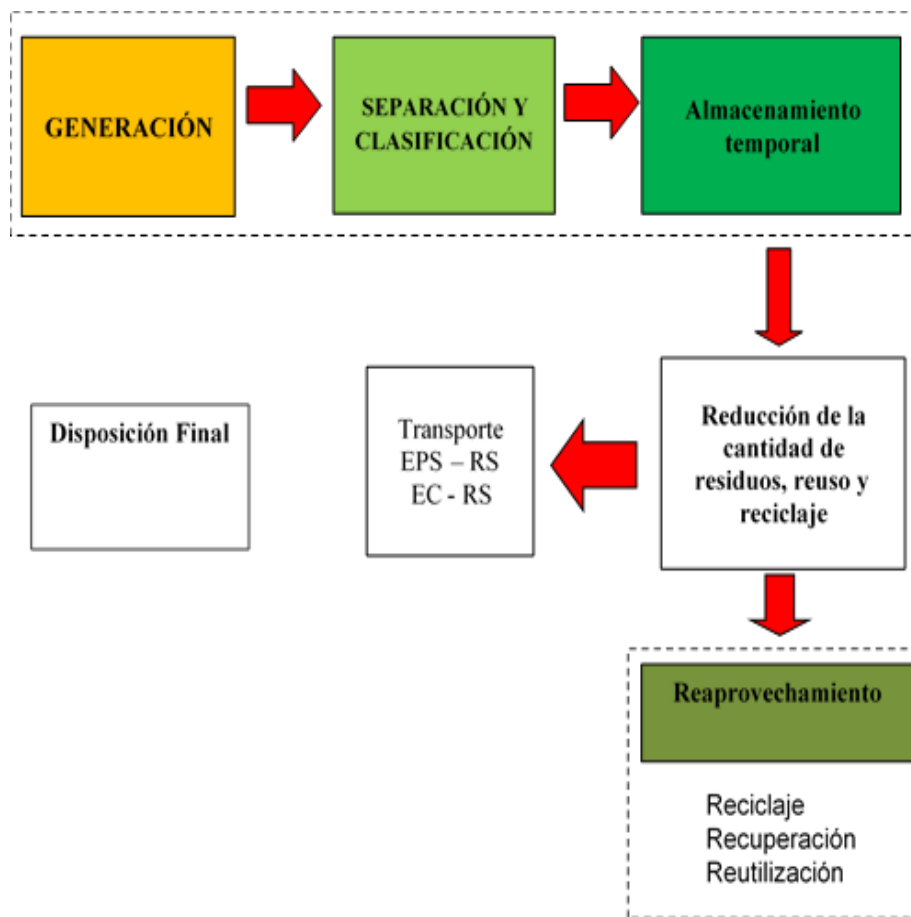 GENERACIÓN
SEPARACIÓN Y
CLASIFICACIÓN
Almacenamiento
temporal
Reducción de la
cantidad de
residuos, reuso y
reciclaje
Transporte
EPS – RS
EC - RS
Disposición Final
Reaprovechamiento
Reciclaje
Recuperación
Reutilización